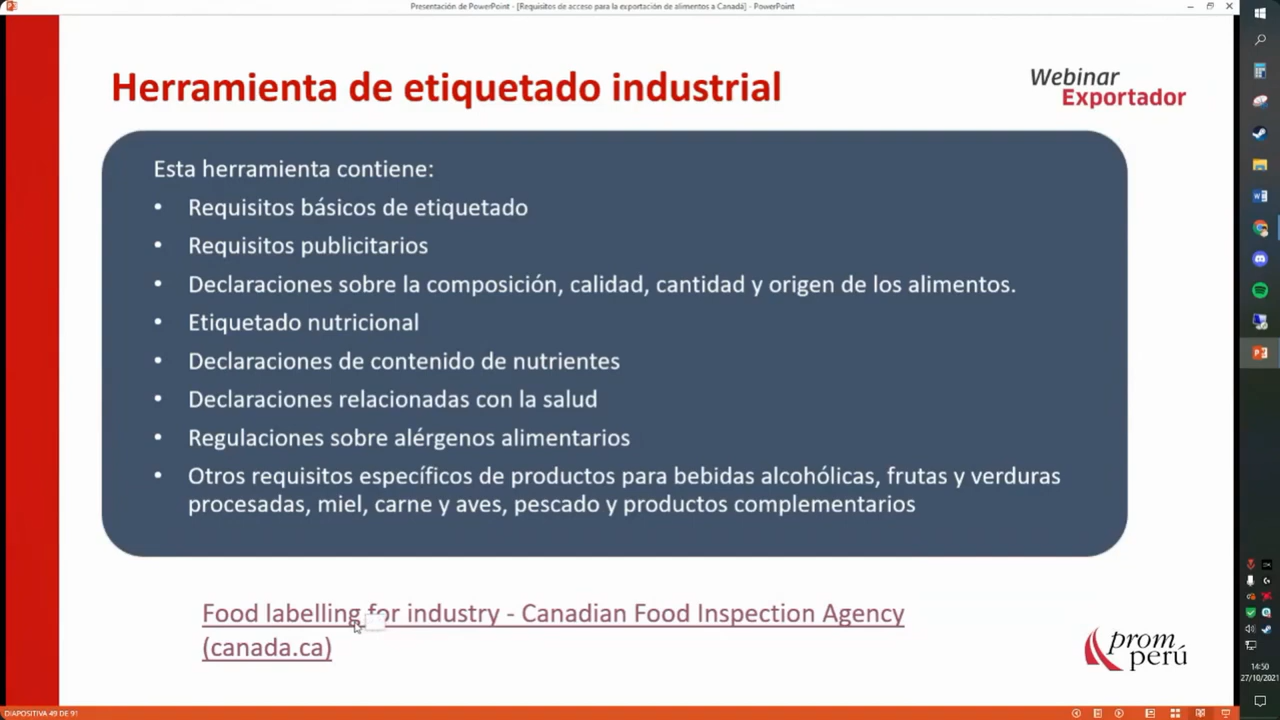 Presentación de PowerPoint - [Requisitos de acceso para la exportación de alimentos a Canadá] - PowerPoint
Herramienta de etiquetado industrial
Webinar
Exportador
Esta herramienta contiene:
• Requisitos básicos de etiquetado
• Requisitos publicitarios
• Declaraciones sobre la composición, calidad, cantidad y origen de los alimentos.
• Etiquetado nutricional
• Declaraciones de contenido de nutrientes
• Declaraciones relacionadas con la salud
• Regulaciones sobre alérgenos alimentarios
• Otros requisitos específicos de productos para bebidas alcohólicas, frutas y verduras
procesadas, miel, carne y aves, pescado y productos complementarios
Food labelling for industry - Canadian Food Inspection Agency
(canada.ca)
prom
perú
14:50
27/10/2021
DIAPOSITIVA 49 DE 91